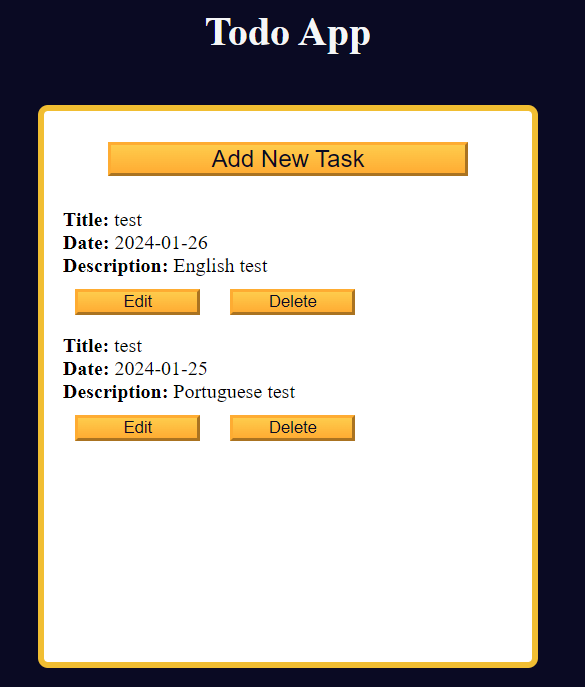 Todo App
Add New Task
Title: test
Date: 2024-01-26
Description: English test
Edit Delete
Title: test
Date: 2024-01-25
Description: Portuguese test
Edit Delete